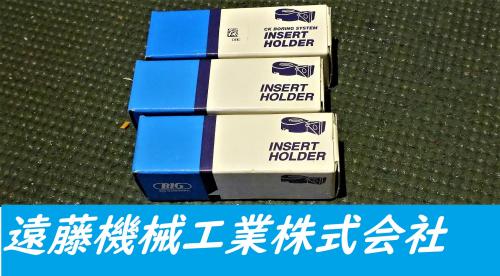 CK BORING SYSTEM
INSERT
HOLDER
INSERT
HOLDER
INSERT
HOLDER
BIG
遠藤機械工業株式会社